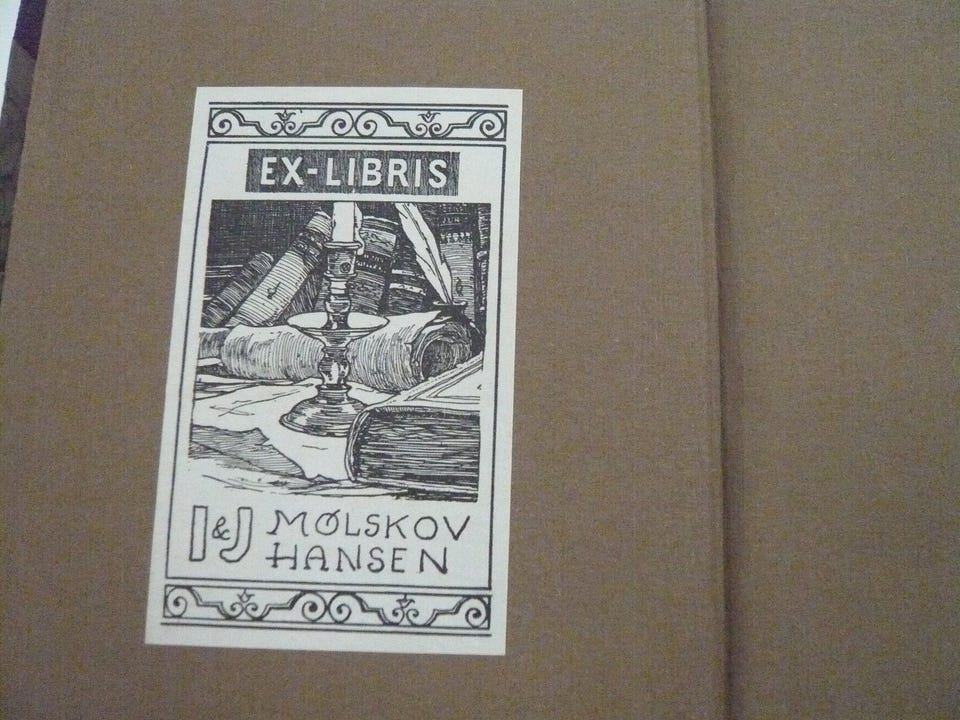 EX-LIBRIS
I & J MØLSKOV
HANSEN